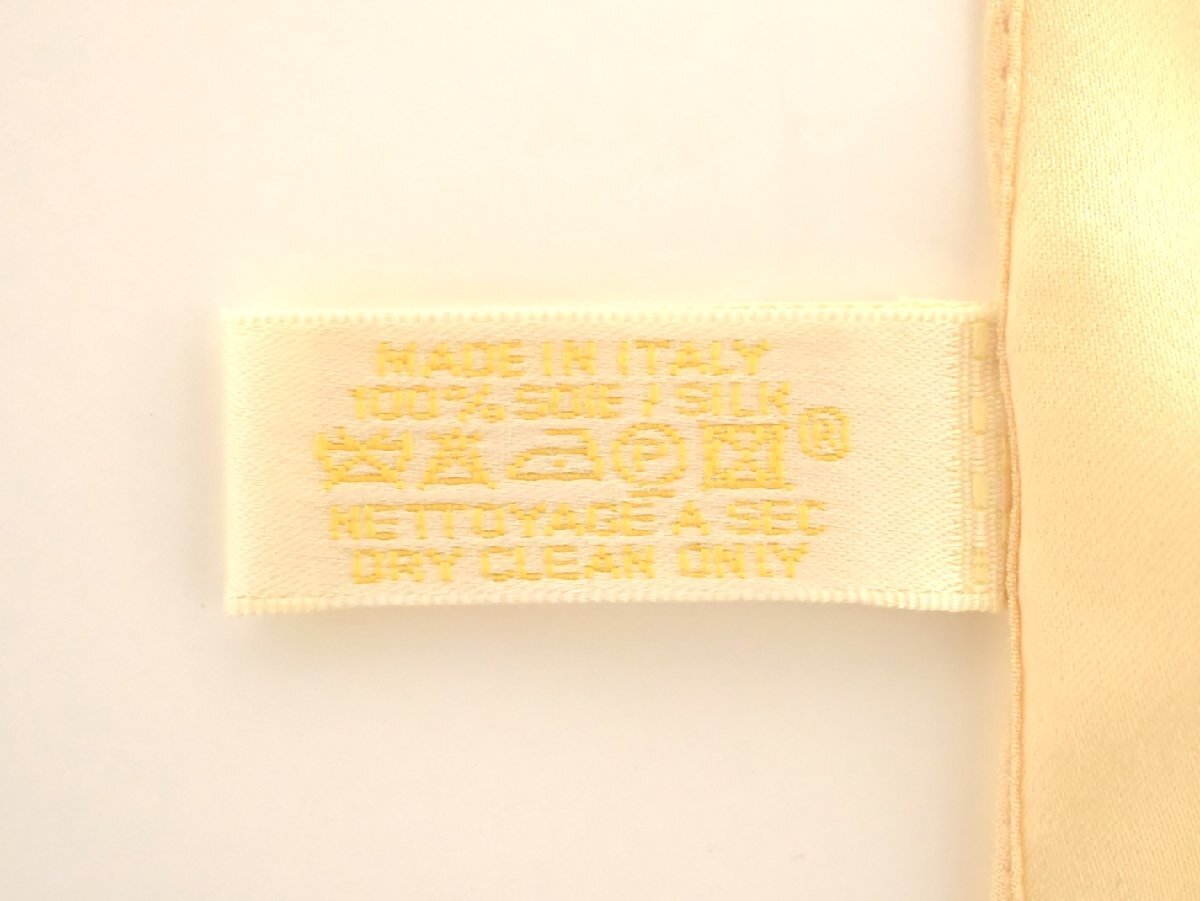 MADE IN ITALY
100% SOIE / SILK
P ®
NETTOYAGE A SEC
DRY CLEAN ONLY